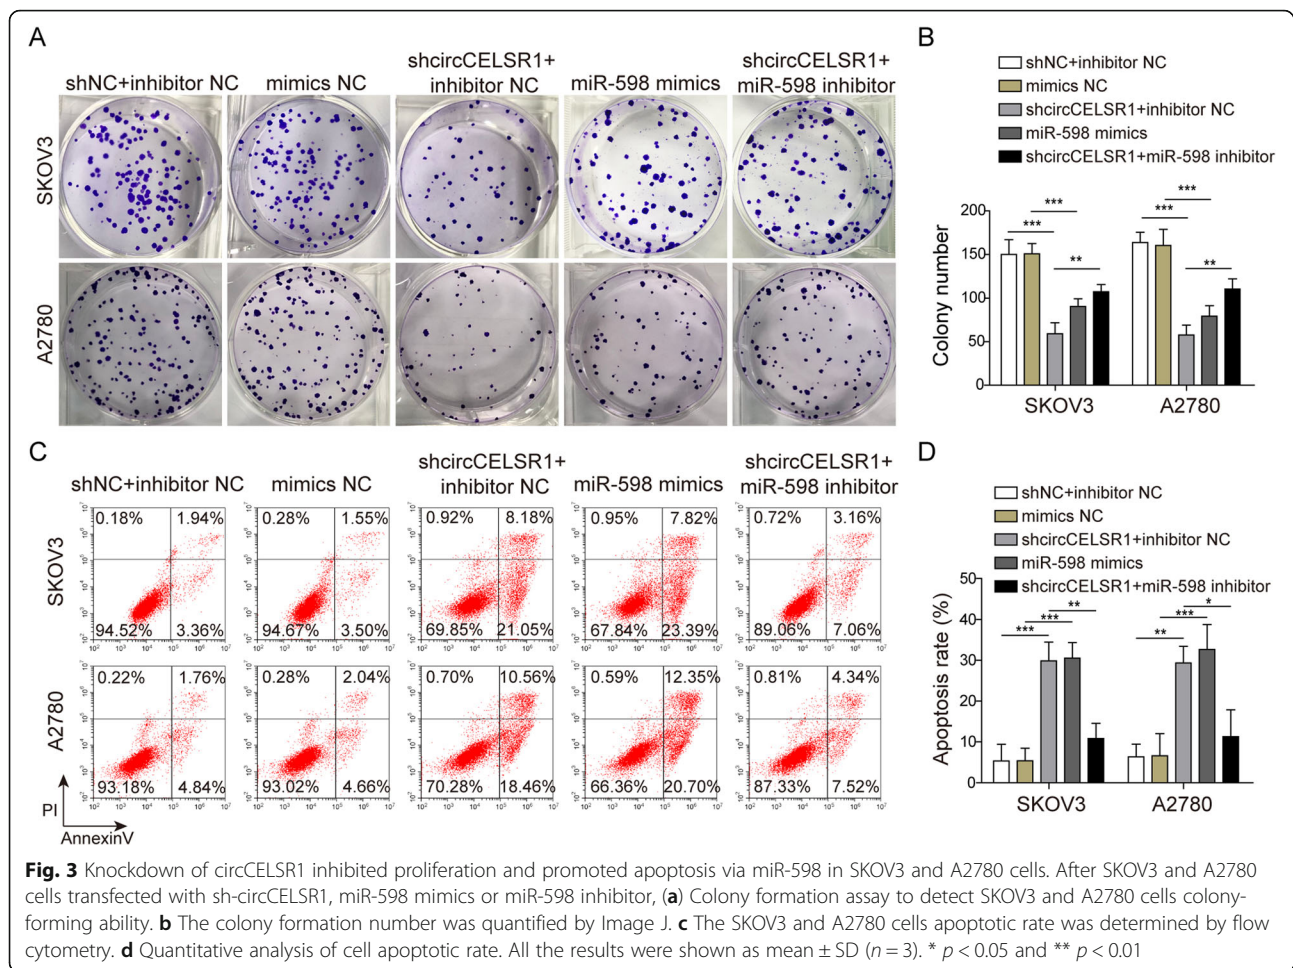 A
shNC+inhibitor NC
mimics NC
shcircCELSR1+
inhibitor NC
miR-598 mimics
shcircCELSR1+
miR-598 inhibitor
SKOV3
A2780
B
shNC+inhibitor NC
mimics NC
shcircCELSR1+inhibitor NC
miR-598 mimics
shcircCELSR1+miR-598 inhibitor
Colony number
200
150
100
50
0
***
***
**
***
***
**
SKOV3
A2780
C
shNC+inhibitor NC
mimics NC
shcircCELSR1+
inhibitor NC
miR-598 mimics
shcircCELSR1+
miR-598 inhibitor
SKOV3
0.18% 1.94%
94.52% 3.36%
0.28% 1.55%
94.67% 3.50%
0.92% 8.18%
69.85% 21.05%
0.95% 7.82%
67.84% 23.39%
0.72% 3.16%
89.06% 7.06%
A2780
0.22% 1.76%
93.18% 4.84%
0.28% 2.04%
93.02% 4.66%
0.70% 10.56%
70.28% 18.46%
0.59% 12.35%
66.36% 20.70%
0.81% 4.34%
87.33% 7.52%
PI
AnnexinV
D
shNC+inhibitor NC
mimics NC
shcircCELSR1+inhibitor NC
miR-598 mimics
shcircCELSR1+miR-598 inhibitor
Apoptosis rate (%)
50
40
30
20
10
0
***
***
**
**
***
*
SKOV3
A2780
Fig. 3 Knockdown of circCELSR1 inhibited proliferation and promoted apoptosis via miR-598 in SKOV3 and A2780 cells. After SKOV3 and A2780
cells transfected with sh-circCELSR1, miR-598 mimics or miR-598 inhibitor, (a) Colony formation assay to detect SKOV3 and A2780 cells colony-
forming ability. b The colony formation number was quantified by Image J. c The SKOV3 and A2780 cells apoptotic rate was determined by flow
cytometry. d Quantitative analysis of cell apoptotic rate. All the results were shown as mean ± SD (n = 3). * p < 0.05 and ** p < 0.01